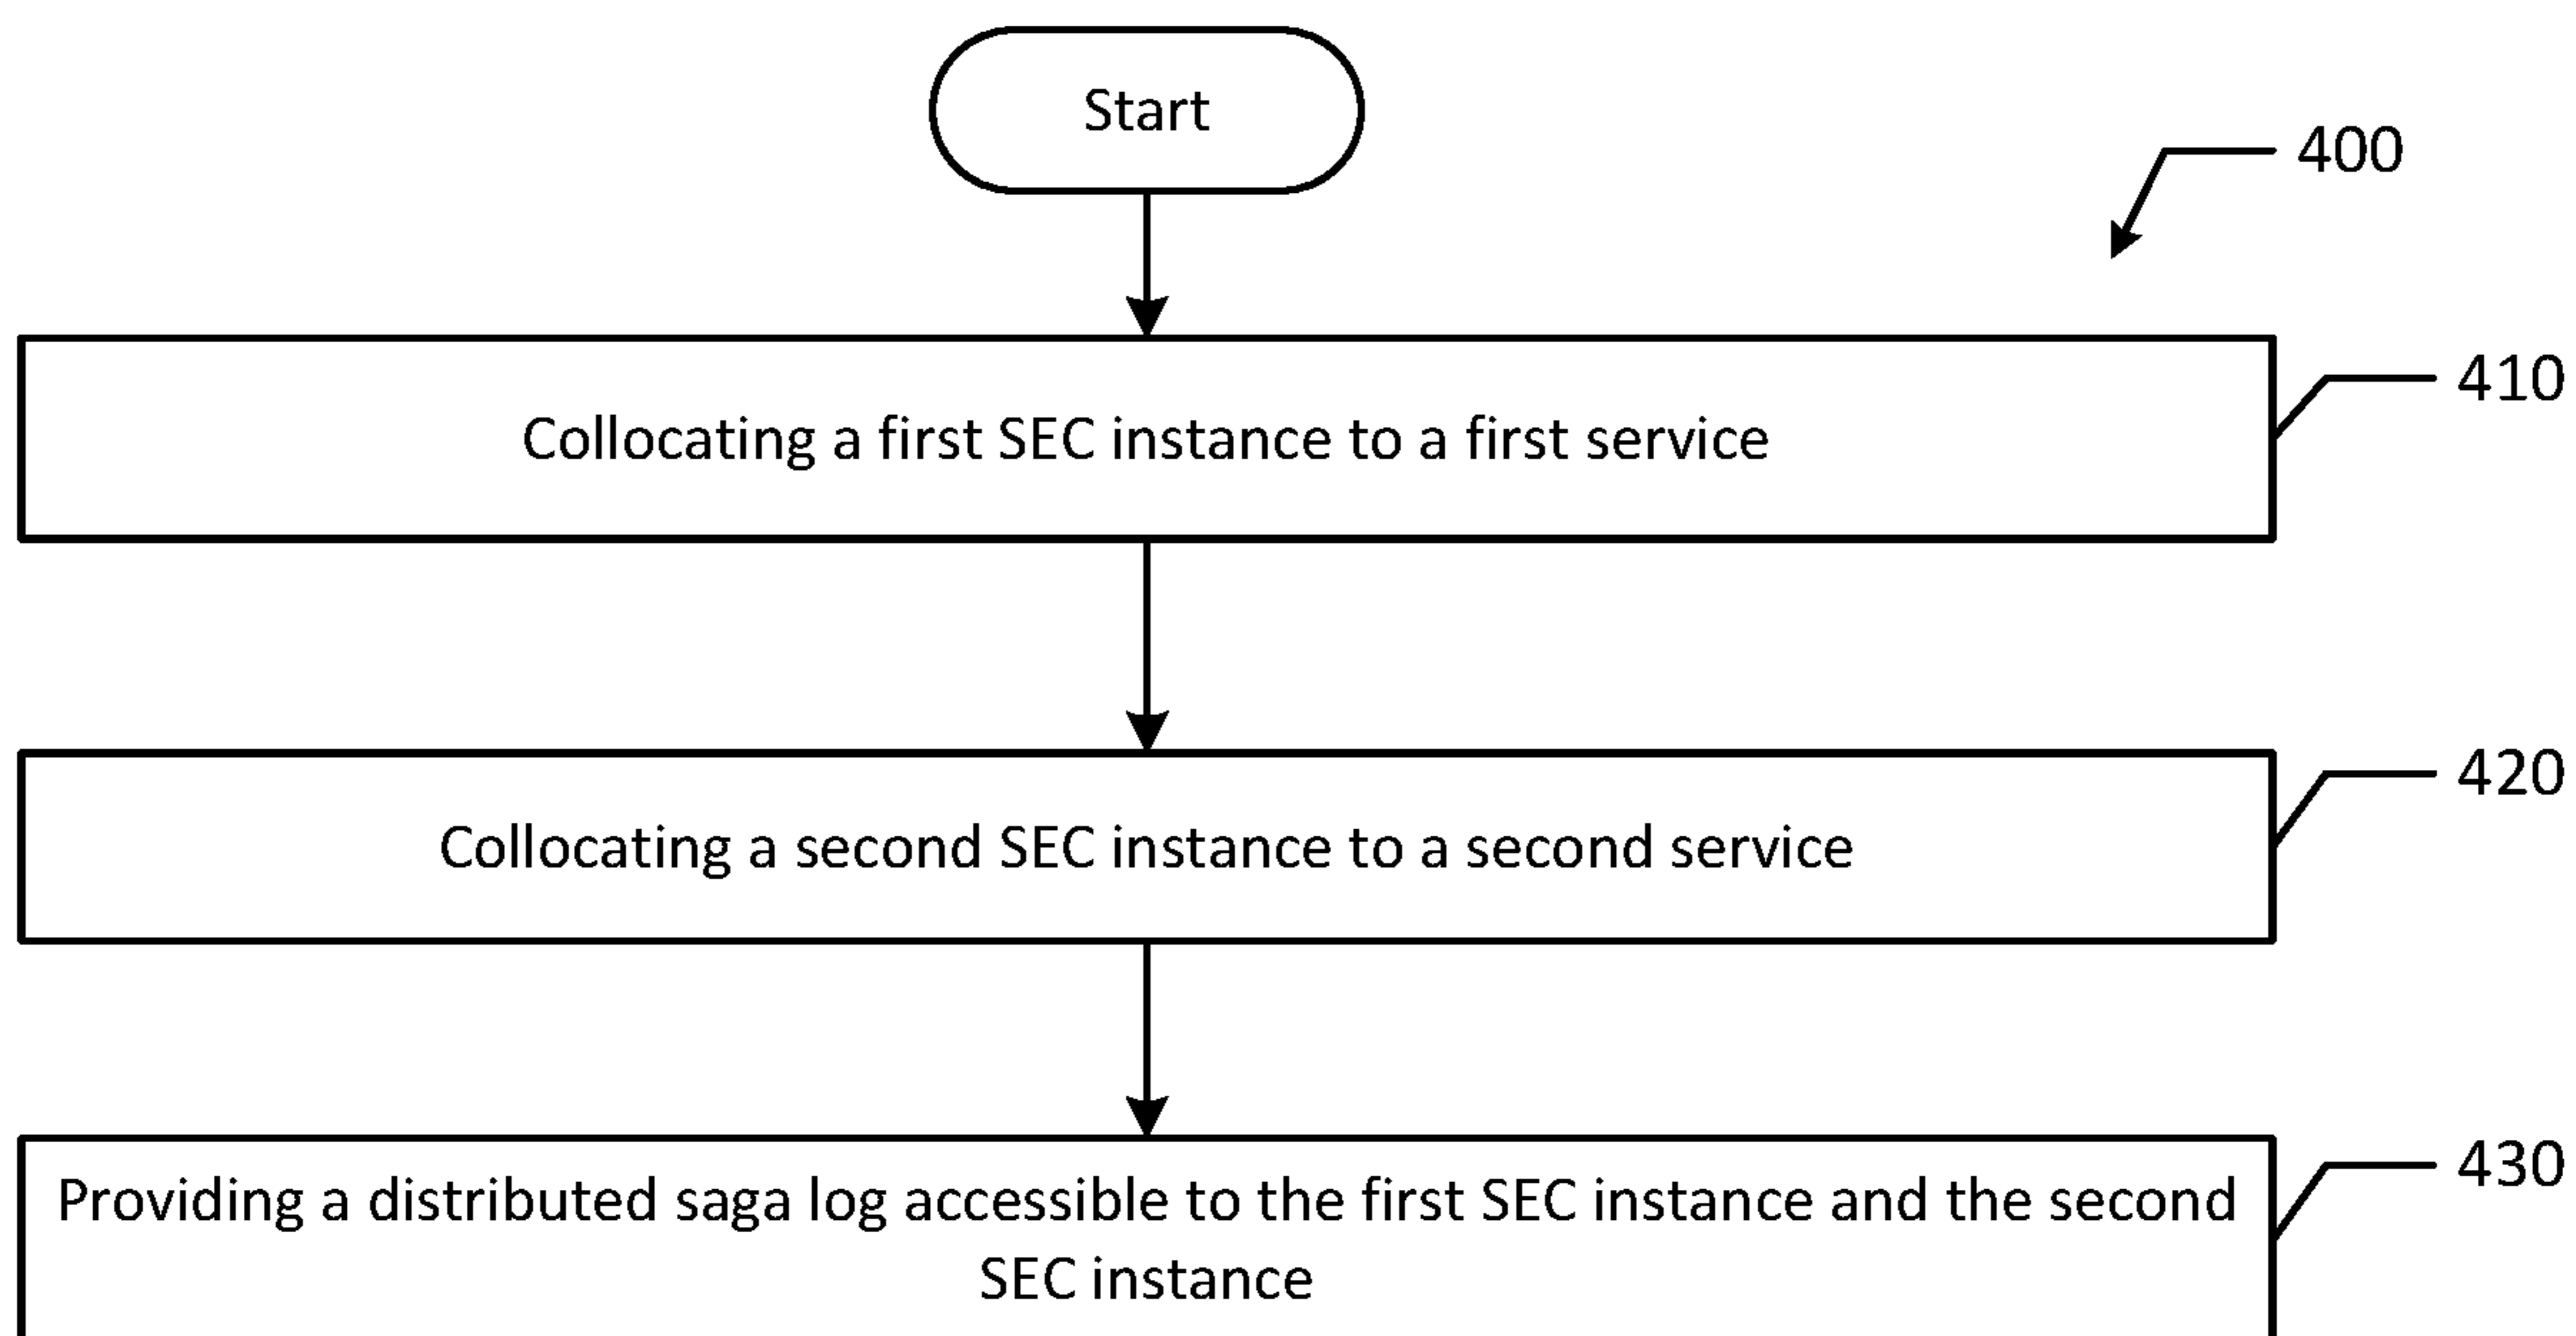 Start
400
Collocating a first SEC instance to a first service
410
Collocating a second SEC instance to a second service
420
Providing a distributed saga log accessible to the first SEC instance and the second
SEC instance
430